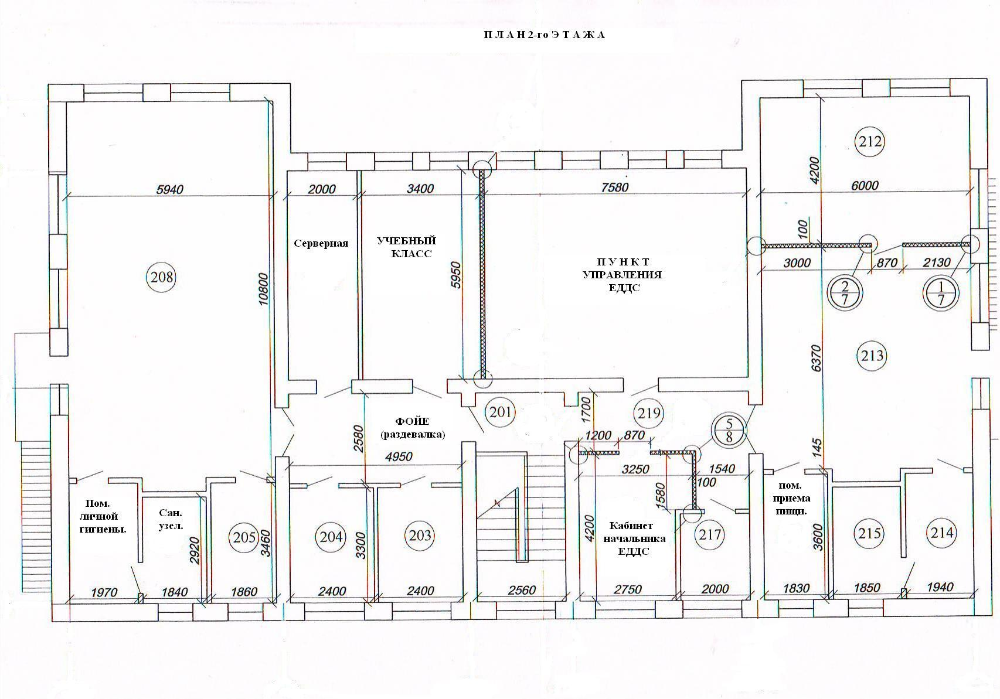 П Л А Н 2-го Э Т А Ж А
212
4200
5940
2000
3400
7580
6000
100
Серверная
УЧЕБНЫЙ
КЛАСС
П У Н К Т
УПРАВЛЕНИЯ
ЕДДС
3000
870
2130
208
10800
5950
2
7
1
7
6370
213
201
1700
219
ФОЙЕ
(раздевалка)
2580
5
8
1200
870
145
4950
3250
1540
100
1580
пом.
приема
пищи.
Пом.
личной
гигиены.
Сан.
узел.
2920
205
3460
204
3300
203
4200
Кабинет
начальника
ЕДДС
217
3600
215
214
1970
1840
1860
2400
2400
2560
2750
2000
1830
1850
1940